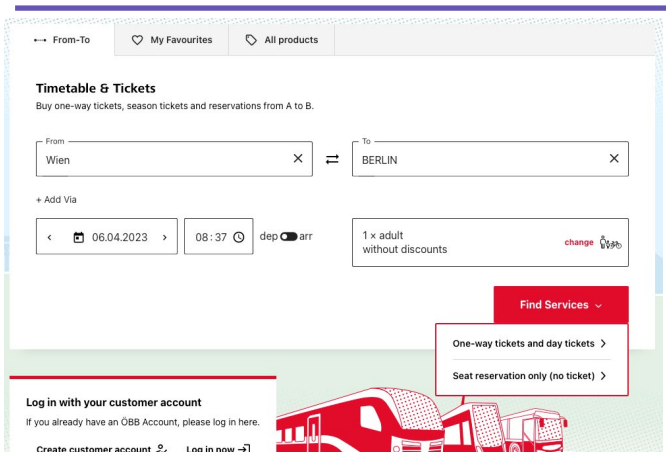 From-To
My Favourites
All products
Timetable & Tickets
Buy one-way tickets, season tickets and reservations from A to B.
From
Wien
To
BERLIN
+ Add Via
06.04.2023
08:37
dep arr
1 × adult
without discounts
change
Find Services
One-way tickets and day tickets
Seat reservation only (no ticket)
Log in with your customer account
If you already have an ÖBB Account, please log in here.
Create customer account Log in now